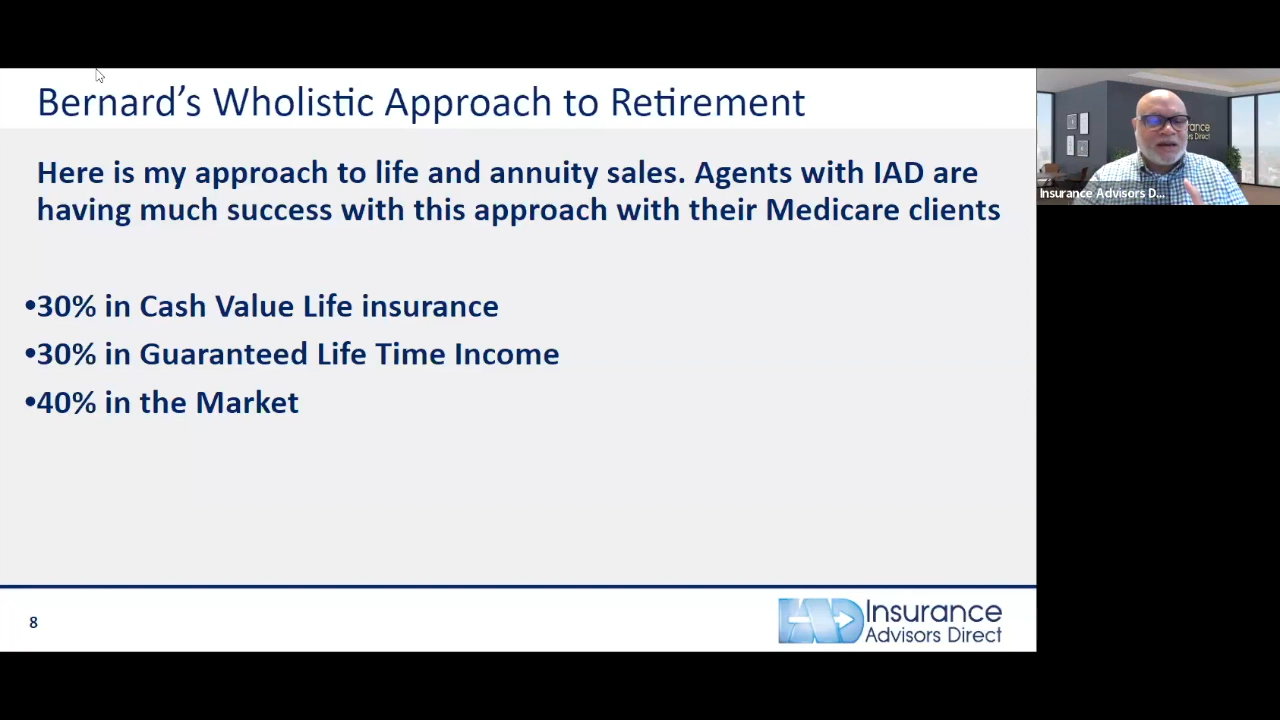 Bernard's Wholistic Approach to Retirement
Here is my approach to life and annuity sales. Agents with IAD are
having much success with this approach with their Medicare clients
•30% in Cash Value Life insurance
•30% in Guaranteed Life Time Income
•40% in the Market
8
IAD Insurance
Advisors Direct
Insurance Advisors D...